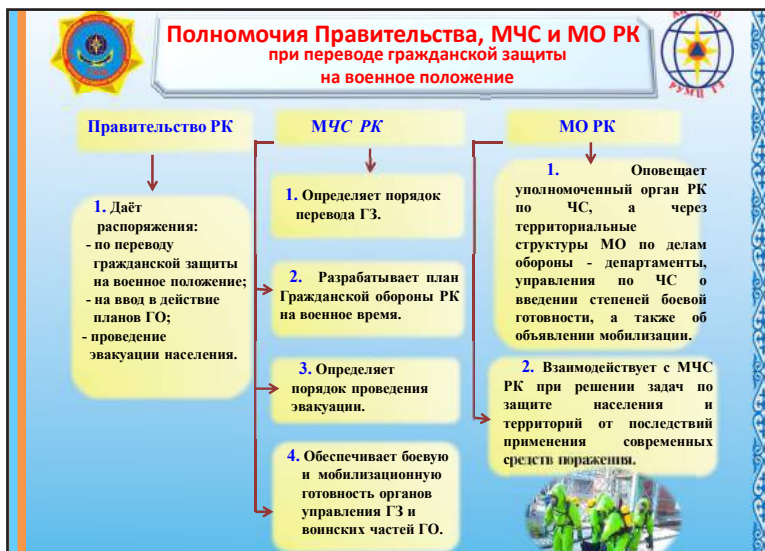 Полномочия Правительства, МЧС и МО РК
при переводе гражданской защиты
на военное положение
РУМЦ ГЗ
Правительство РК
МЧС РК
МО РК
1. Даёт
распоряжения:
- по переводу
гражданской защиты
на военное положение;
- на ввод в действие
планов ГО;
- проведение
эвакуации населения.
1. Определяет порядок
перевода ГЗ.
2. Разрабатывает план
Гражданской обороны РК
на военное время.
3. Определяет
порядок проведения
эвакуации.
4. Обеспечивает боевую
и мобилизационную
готовность органов
управления ГЗ и
воинских частей ГО.
1. Оповещает
уполномоченный орган РК
по ЧС, а через
территориальные
структуры МО по делам
обороны - департаменты,
управления по ЧС о
введении степеней боевой
готовности, а также об
объявлении мобилизации.
2. Взаимодействует с МЧС
РК при решении задач по
защите населения и
территорий от последствий
применения современных
средств поражения.